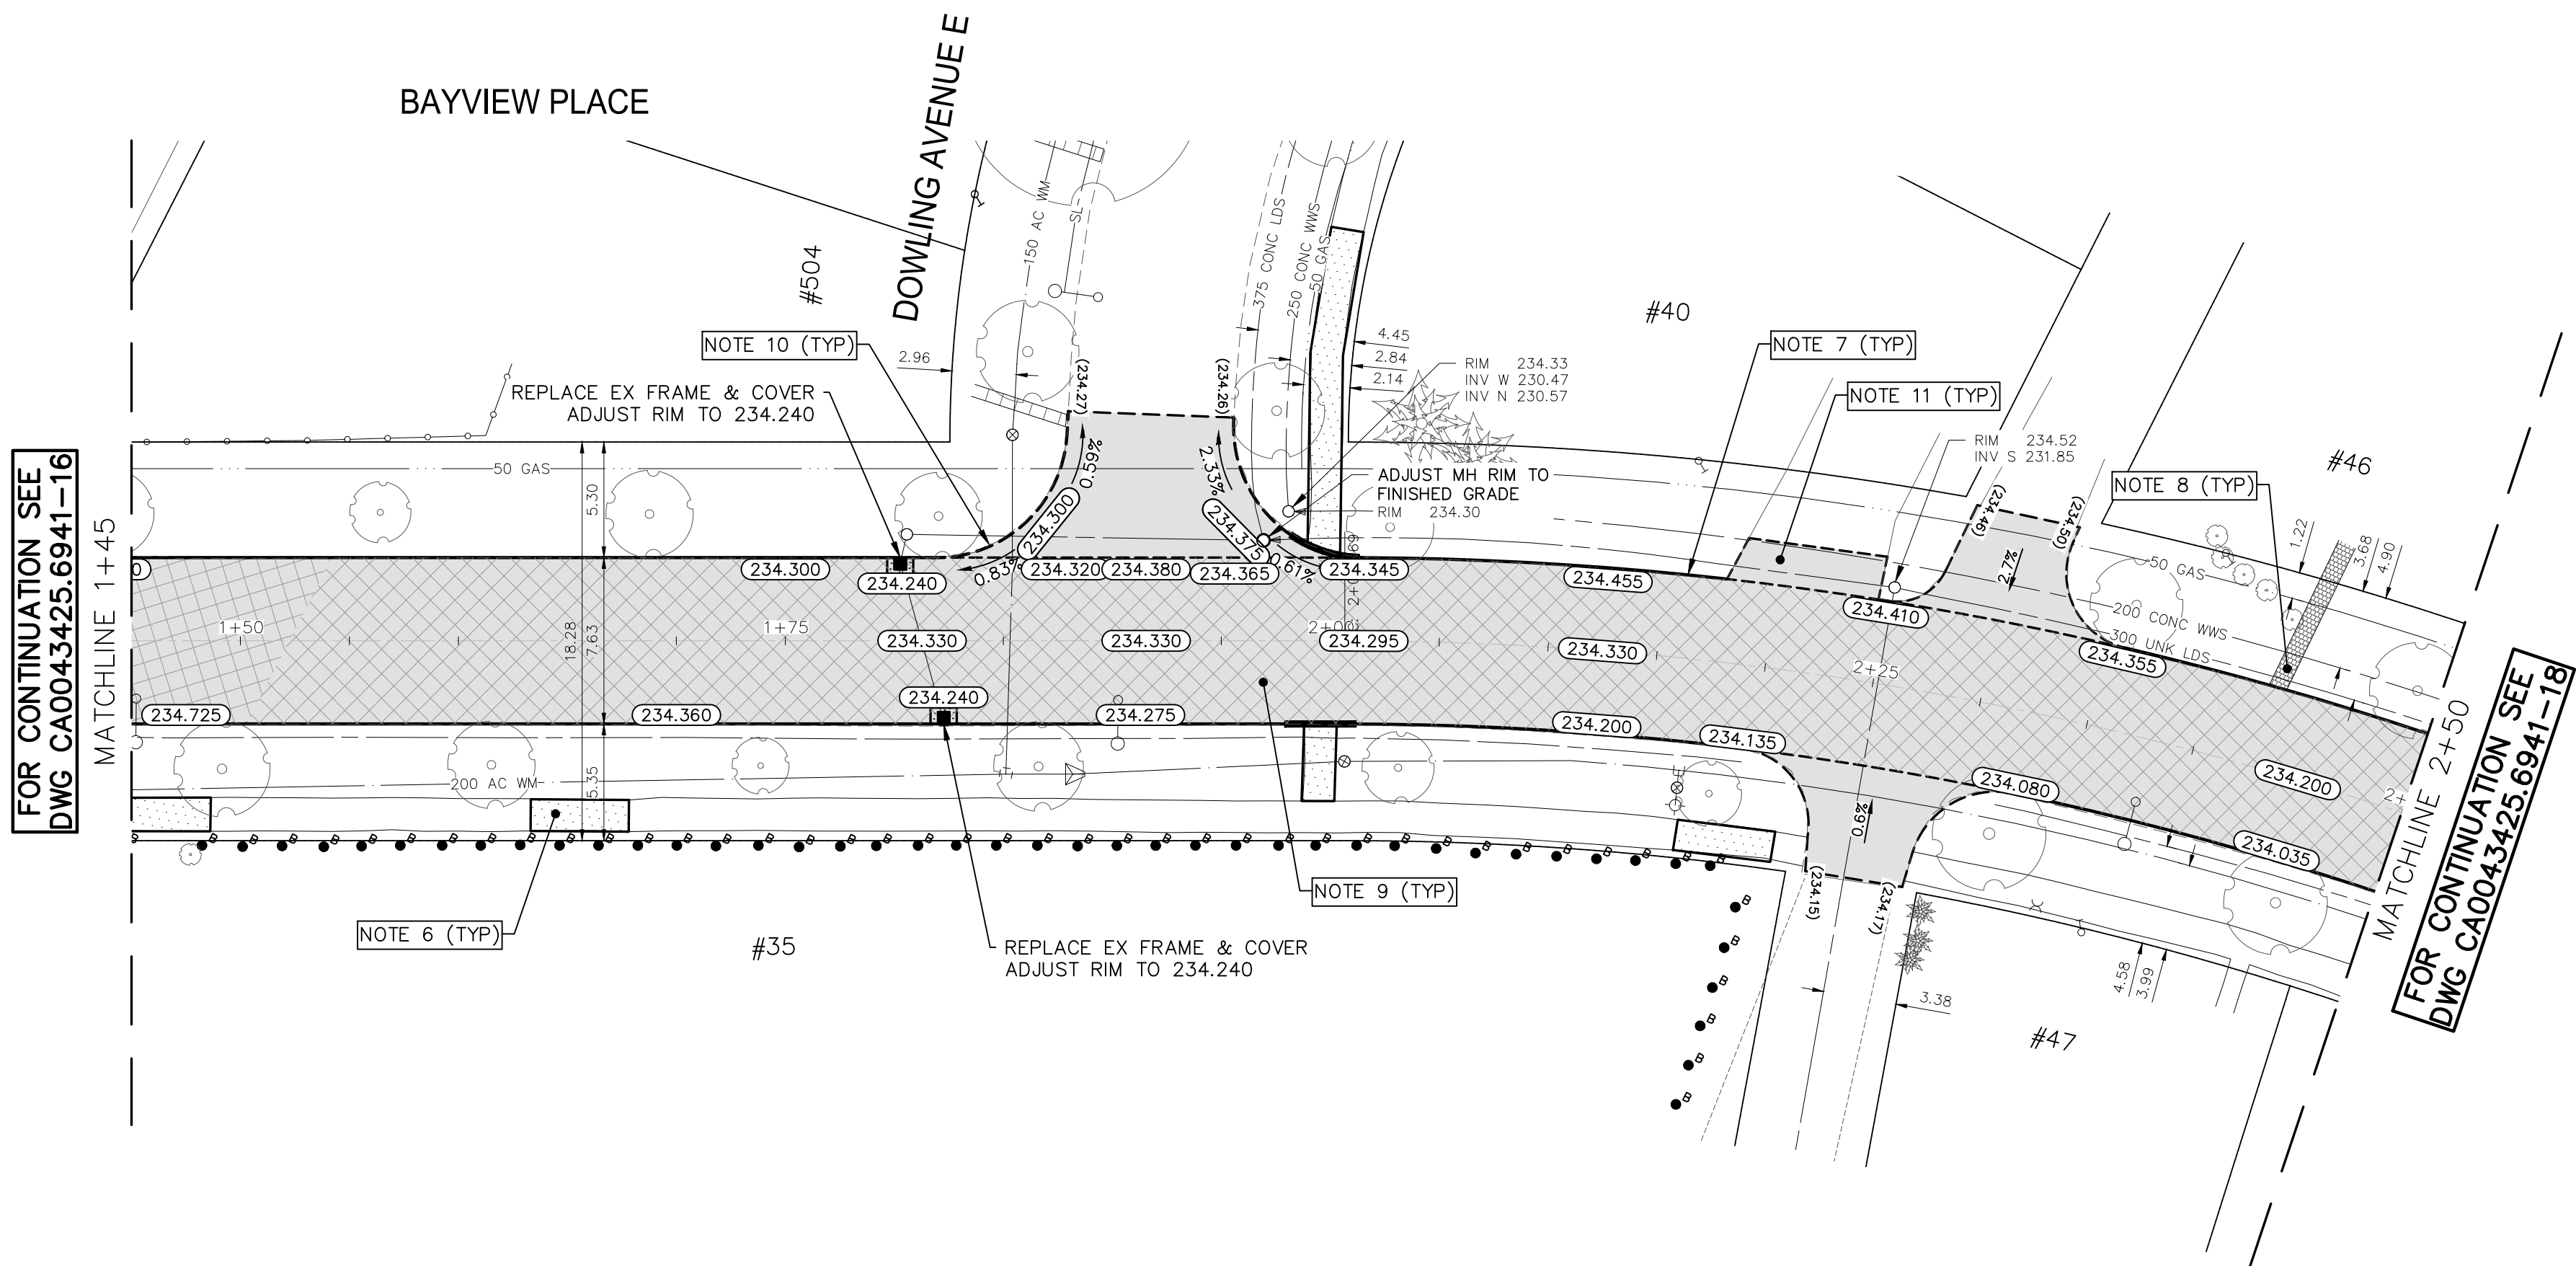 BAYVIEW PLACE
DOWLING AVENUE E
#504
150 AC WM
SL
375 CONC LDS
250 CONC WWS
50 GAS
#40
NOTE 10 (TYP)
2.96
REPLACE EX FRAME & COVER
ADJUST RIM TO 234.240
(234.27)
(234.26)
4.45
2.84
2.14
RIM 234.33
INV W 230.47
INV N 230.57
NOTE 7 (TYP)
NOTE 11 (TYP)
RIM 234.52
INV S 231.85
#46
NOTE 8 (TYP)
FOR CONTINUATION SEE
DWG CA0043425.6941-16
MATCHLINE 1+45
50 GAS
5.30
0.59%
2.33%
234.300
234.375
ADJUST MH RIM TO
FINISHED GRADE
RIM 234.30
(234.46)
(234.50)
2.7%
1.22
3.68
4.90
50 GAS
200 CONC WWS
300 UNK LDS
0
234.300
234.240
0.83%
234.320
234.380
234.365
0.61%
234.345
234.455
234.410
234.355
1+50
18.28
7.63
1+75
234.330
234.330
2+00
234.295
234.330
2+25
234.725
234.360
234.240
234.275
234.200
234.135
234.080
234.200
2+
234.035
200 AC WM
5.35
0.9%
(234.15)
(234.17)
NOTE 6 (TYP)
#35
REPLACE EX FRAME & COVER
ADJUST RIM TO 234.240
NOTE 9 (TYP)
4.58
3.99
3.38
#47
MATCHLINE 2+50
FOR CONTINUATION SEE
DWG CA0043425.6941-18